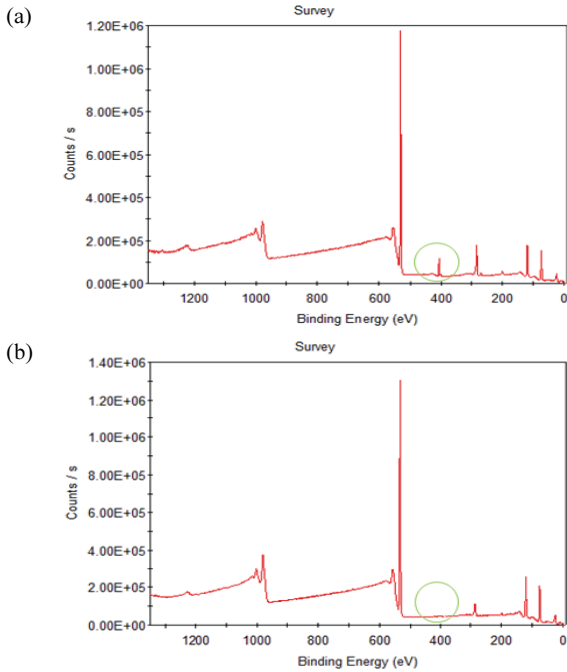 (a)
Survey
1.20E+06
1.00E+06
8.00E+05
6.00E+05
4.00E+05
2.00E+05
0.00E+00
Counts / s
1200 1000 800 600 400 200 0
Binding Energy (eV)
(b)
Survey
1.40E+06
1.20E+06
1.00E+06
8.00E+05
6.00E+05
4.00E+05
2.00E+05
0.00E+00
Counts / s
1200 1000 800 600 400 200 0
Binding Energy (eV)